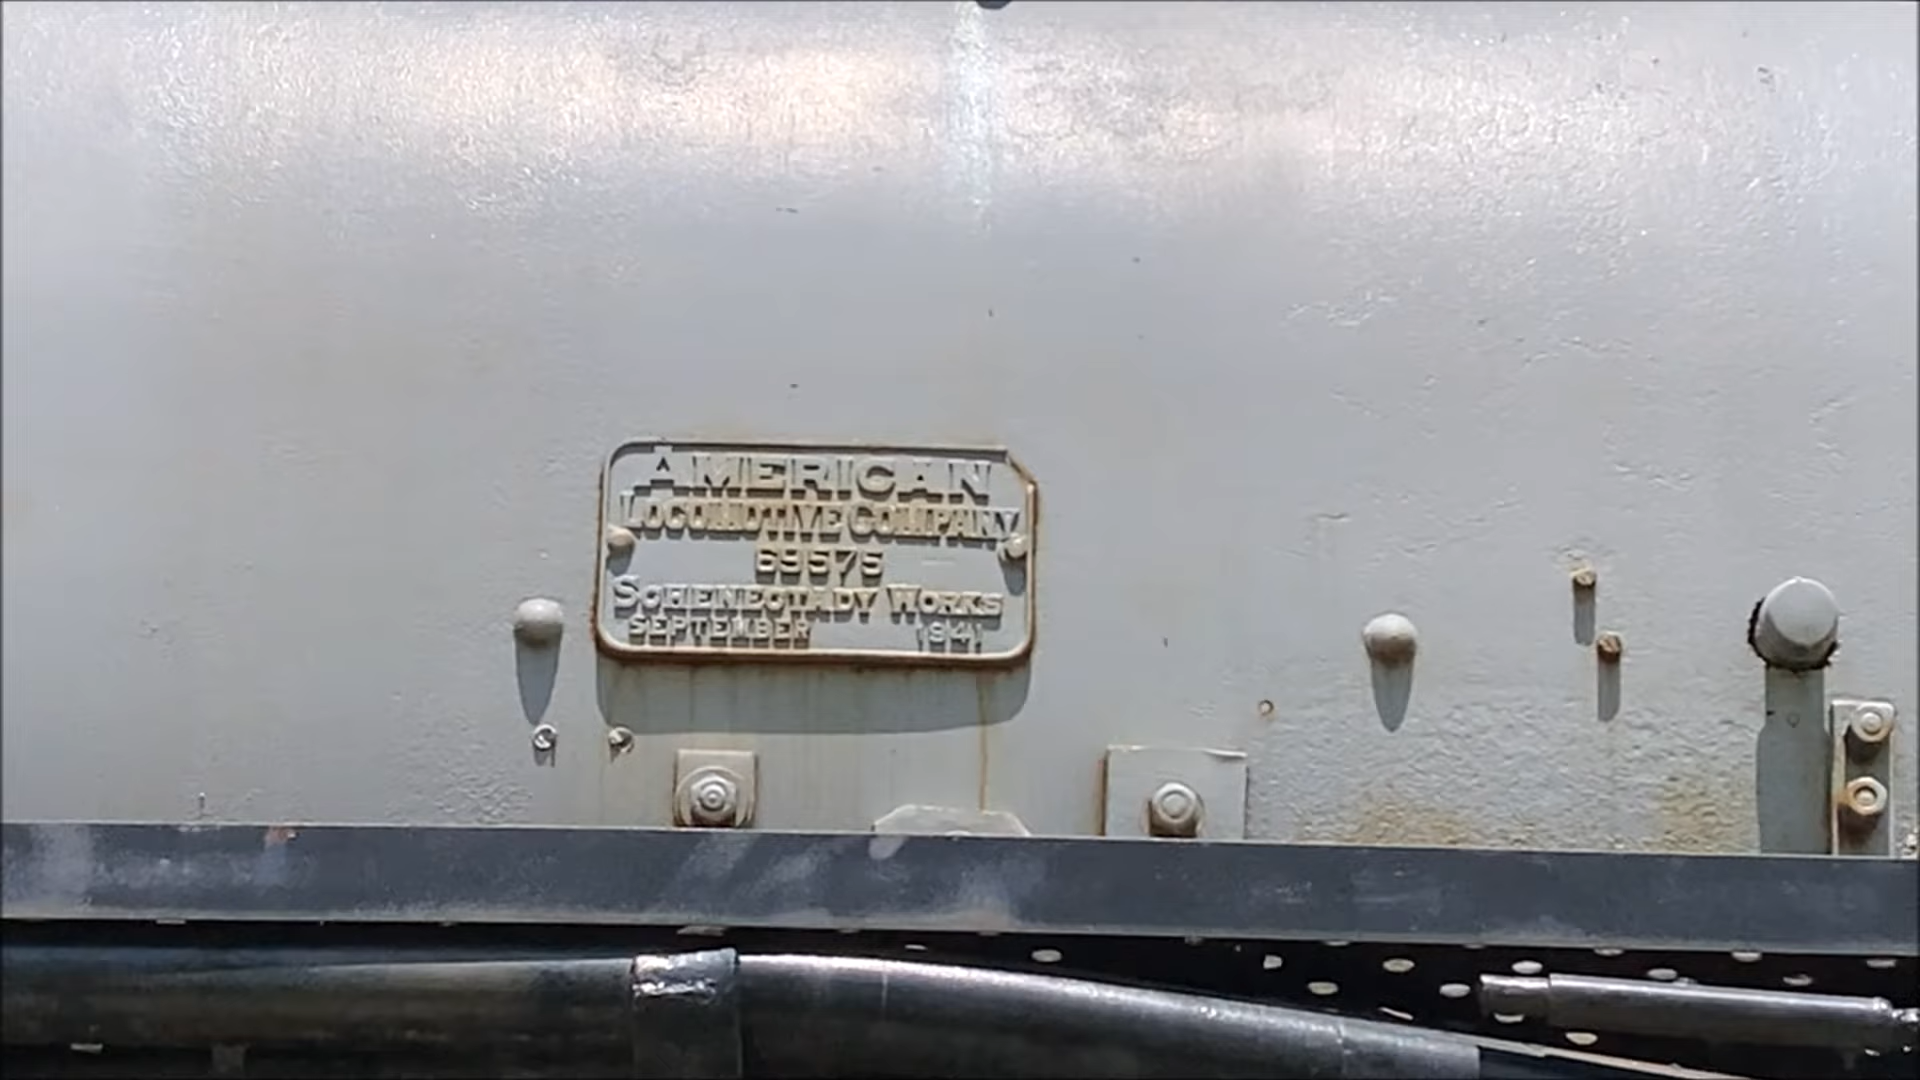 AMERICAN
LOCOMOTIVE COMPANY
69575
SCHENECTADY WORKS
SEPTEMBER 1941